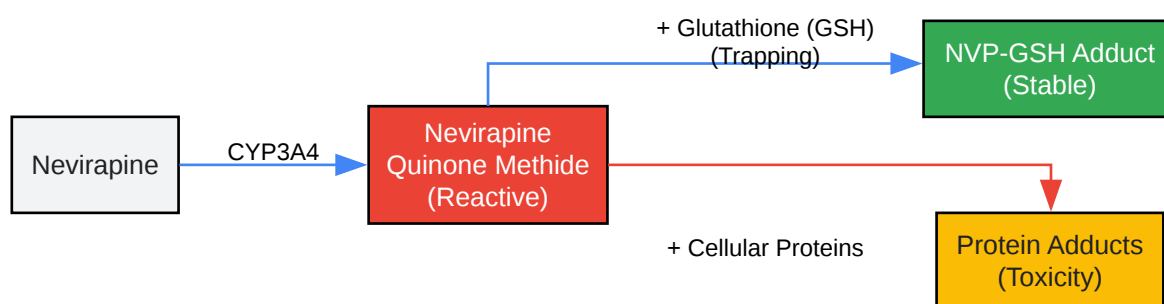 + Glutathione (GSH)
(Trapping)
NVP-GSH Adduct
(Stable)
Nevirapine
CYP3A4
Nevirapine
Quinone Methide
(Reactive)
+ Cellular Proteins
Protein Adducts
(Toxicity)